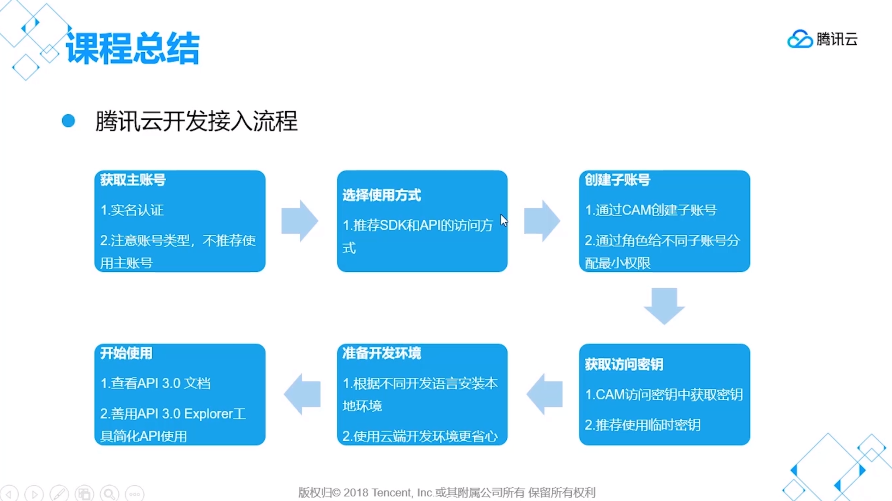 课程总结
腾讯云
腾讯云开发接入流程
获取主账号
1.实名认证
2.注意账号类型，不推荐使
用主账号
选择使用方式
1.推荐SDK和API的访问方
式
创建子账号
1.通过CAM创建子账号
2.通过角色给不同子账号分
配最小权限
获取访问密钥
1.CAM访问密钥中获取密钥
2.推荐使用临时密钥
准备开发环境
1.根据不同开发语言安装本
地环境
2.使用云端开发环境更省心
开始使用
1.查看API 3.0 文档
2.善用API 3.0 Explorer工
具简化API使用
版权归© 2018 Tencent, Inc.或其附属公司所有 保留所有权利